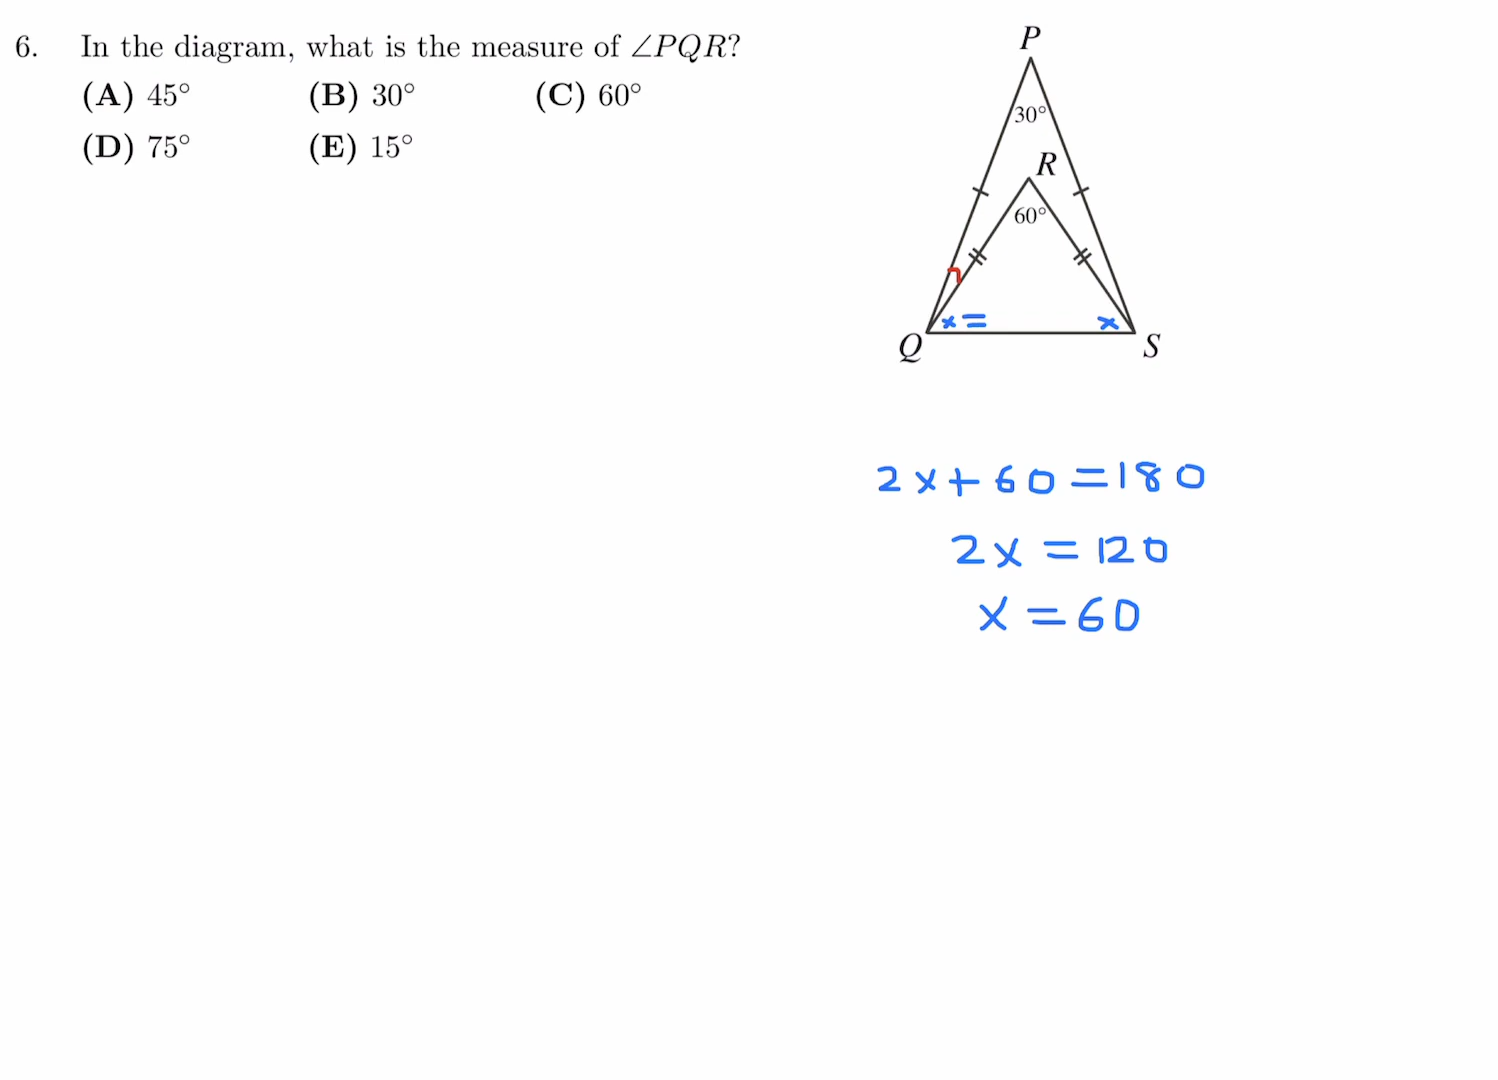 6. In the diagram, what is the measure of ∠PQR?
(A) 45° (B) 30° (C) 60°
(D) 75° (E) 15°
P
30°
R
60°
x = x
Q S
2x+60=180
2x=120
x=60